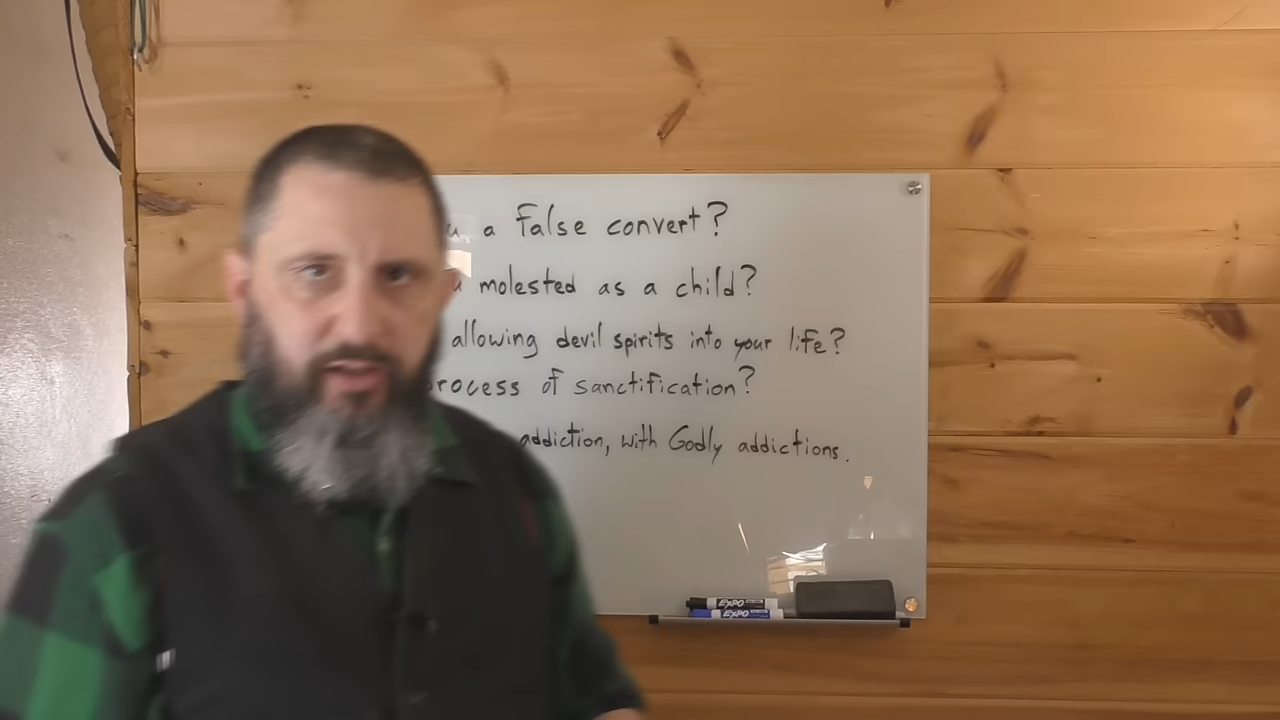 a false convert?
molested as a child?
allowing devil spirits into your life?
process of sanctification?
addiction, with Godly addictions.
EXPO
EXPO